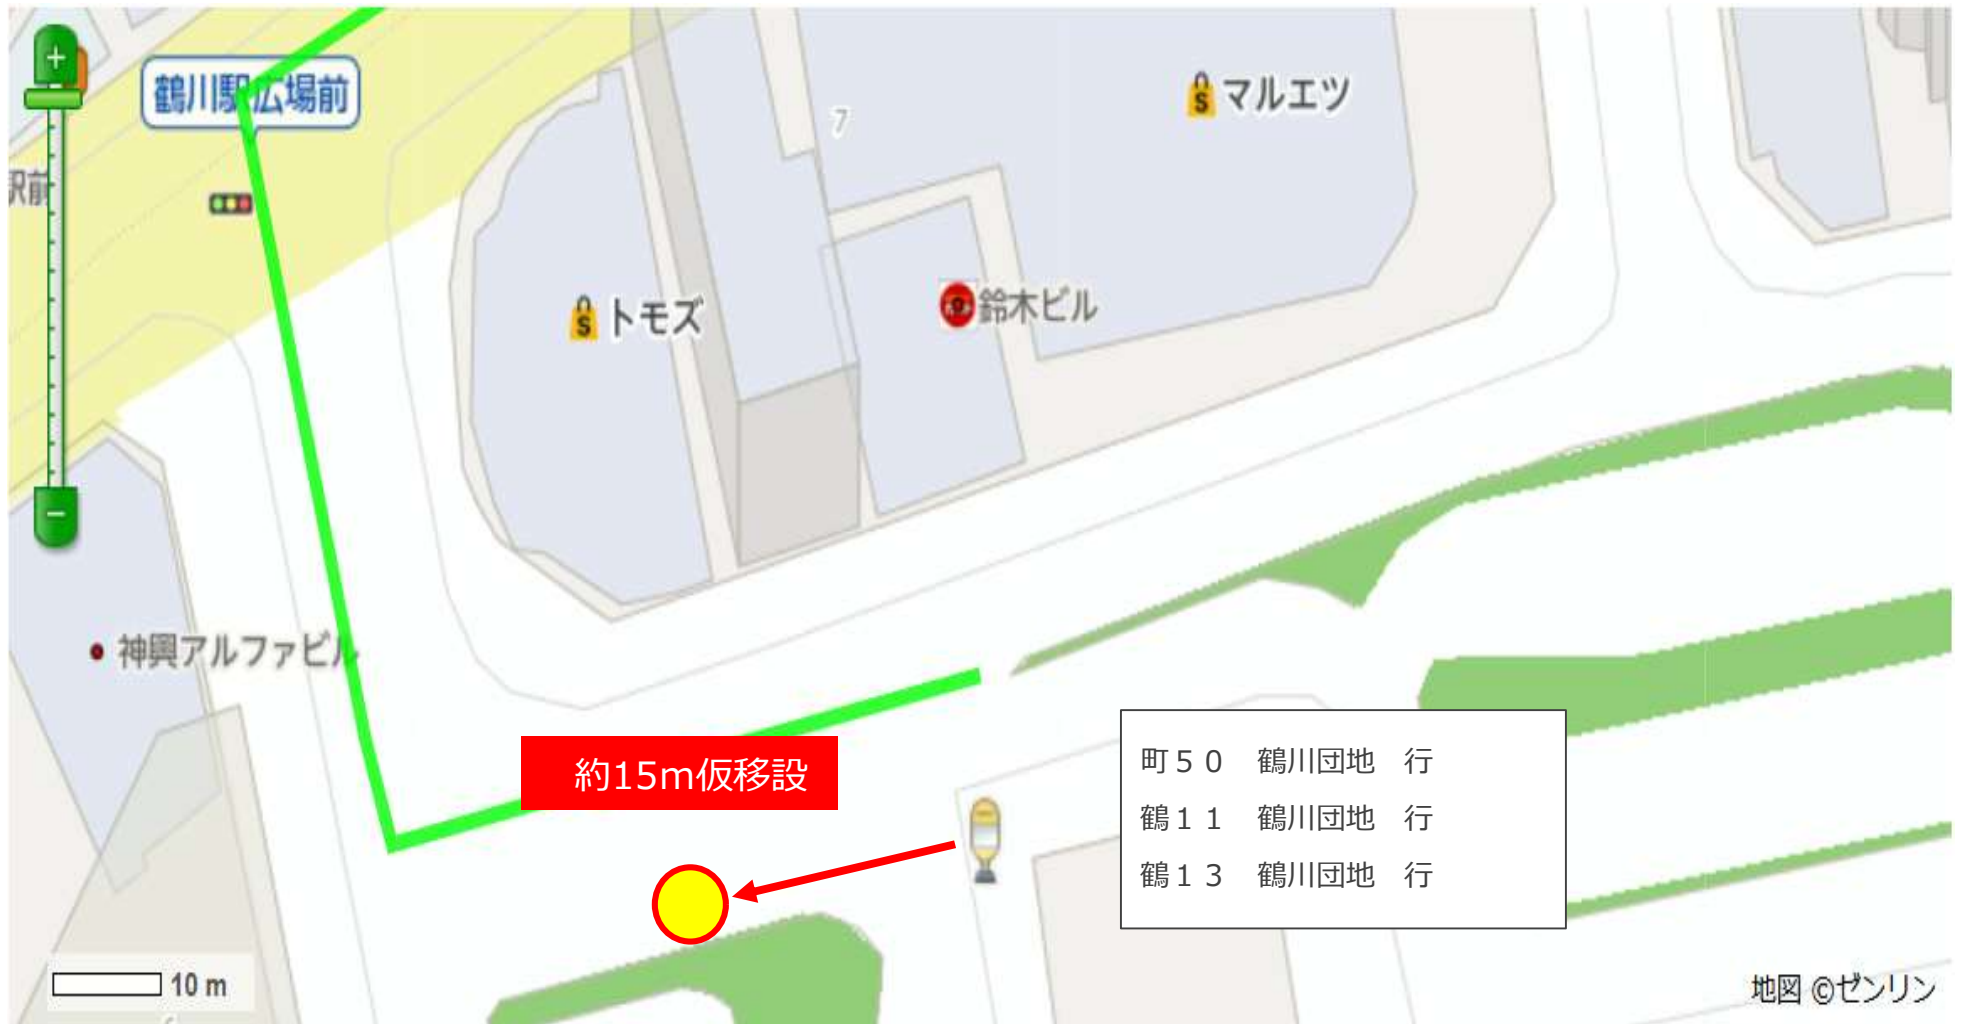 鶴川駅広場前
マルエツ
7
駅前
トモズ
鈴木ビル
神興アルファビル
約15m仮移設
町５０　鶴川団地　行
鶴１１　鶴川団地　行
鶴１３　鶴川団地　行
10 m
地図 ©ゼンリン